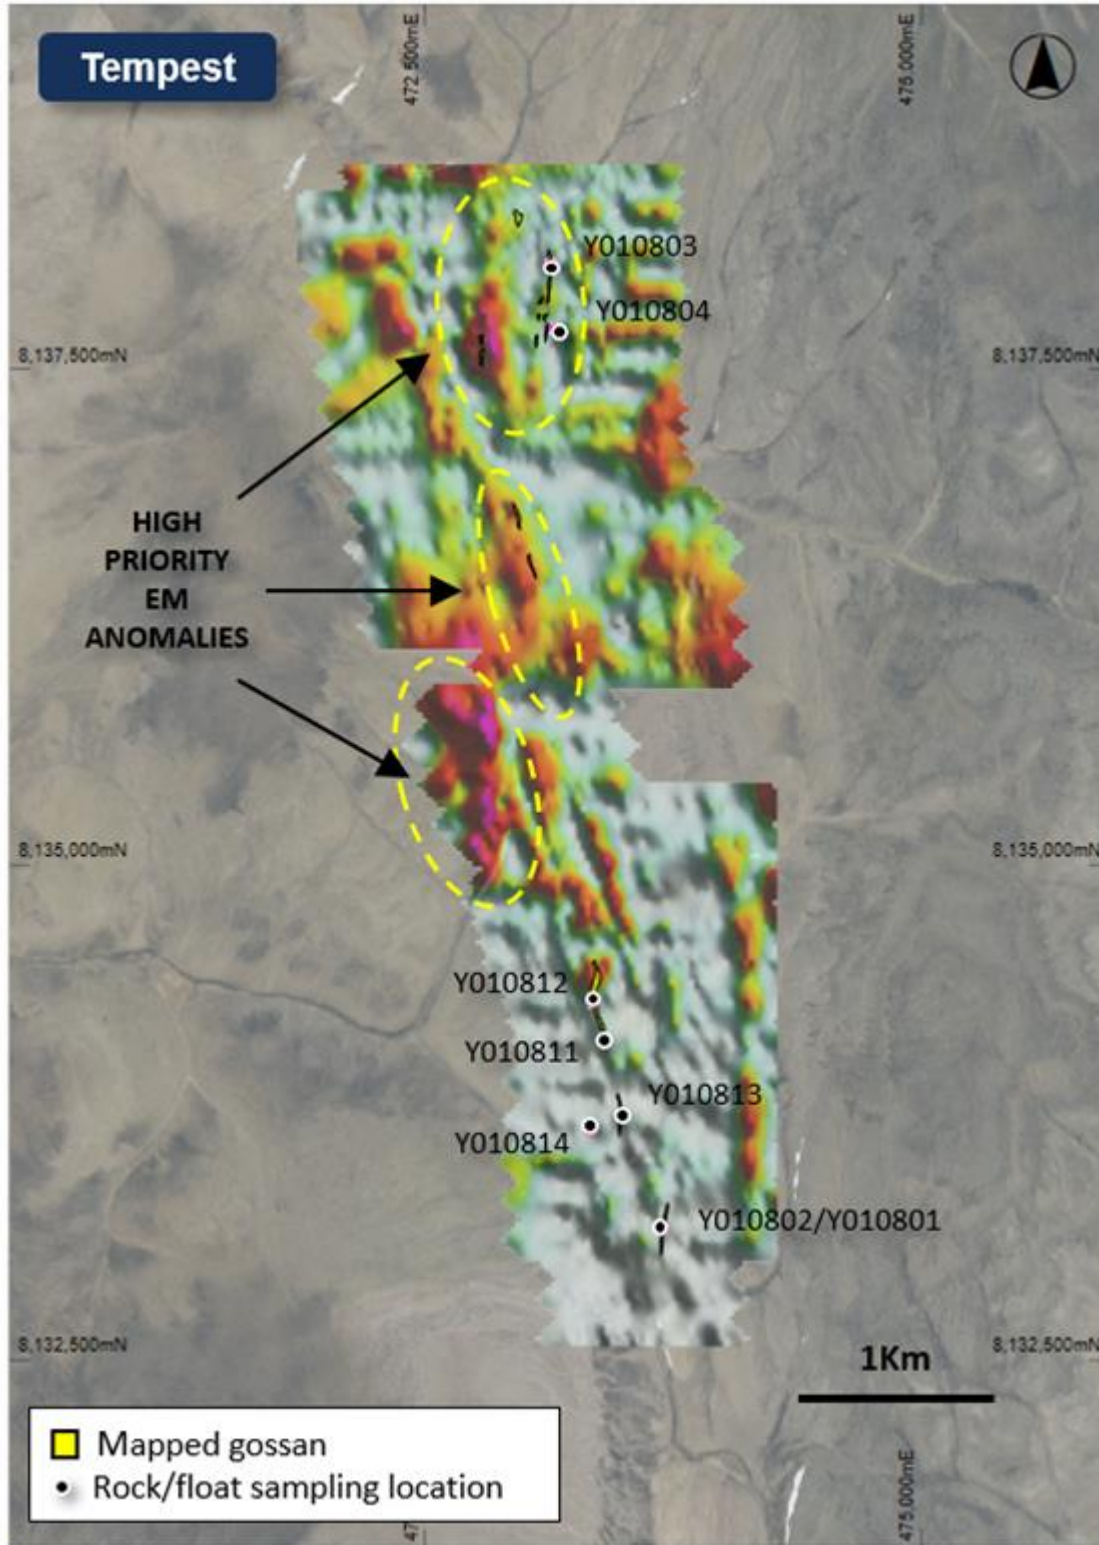 Tempest
472,500mE
475,000mE
Y010803
Y010804
8,137,500mN
8,137,500mN
HIGH
PRIORITY
EM
ANOMALIES
8,135,000mN
8,135,000mN
Y010812
Y010811
Y010813
Y010814
Y010802/Y010801
8,132,500mN
8,132,500mN
1Km
Mapped gossan
Rock/float sampling location
47
475,000mE